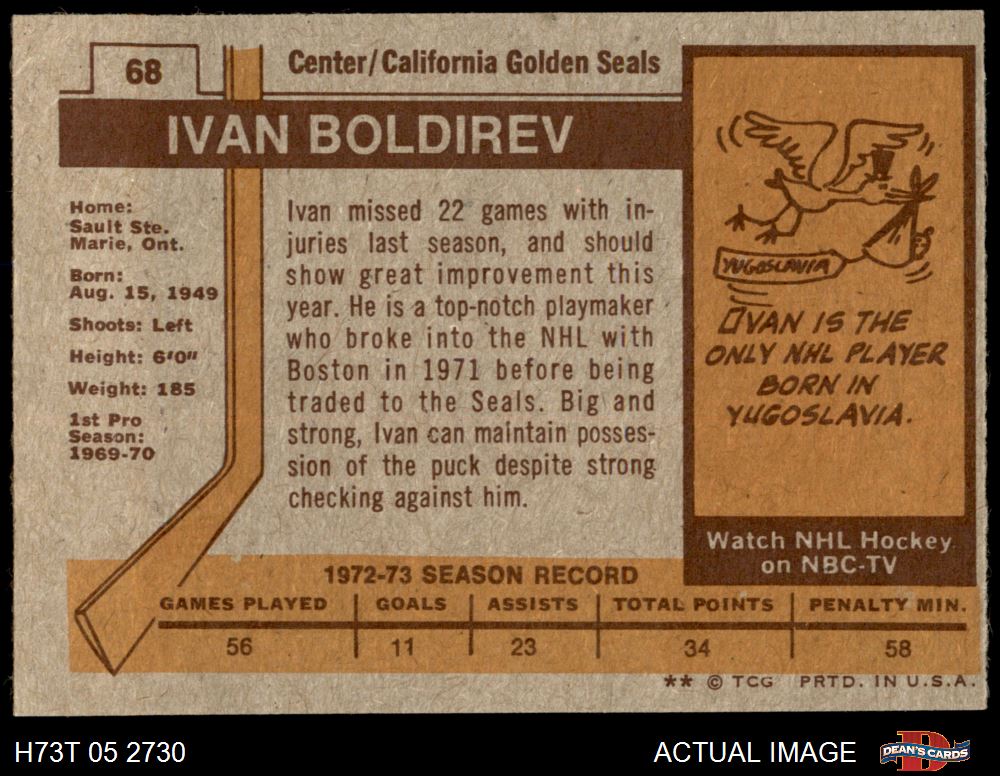 68
Center/California Golden Seals
IVAN BOLDIREV
Home:
Sault Ste.
Marie, Ont.
Born:
Aug. 15, 1949
Shoots: Left
Height: 6'0"
Weight: 185
1st Pro
Season:
1969-70
Ivan missed 22 games with in-
juries last season, and should
show great improvement this
year. He is a top-notch playmaker
who broke into the NHL with
Boston in 1971 before being
traded to the Seals. Big and
strong, Ivan can maintain posses-
sion of the puck despite strong
checking against him.
YUGOSLAVIA
IVAN IS THE
ONLY NHL PLAYER
BORN IN
YUGOSLAVIA.
Watch NHL Hockey
on NBC-TV
1972-73 SEASON RECORD
GAMES PLAYED GOALS ASSISTS TOTAL POINTS PENALTY MIN.
56 11 23 34 58
** © TCG PRTD. IN U.S.A.
H73T 05 2730
ACTUAL IMAGE
DEAN'S CARDS